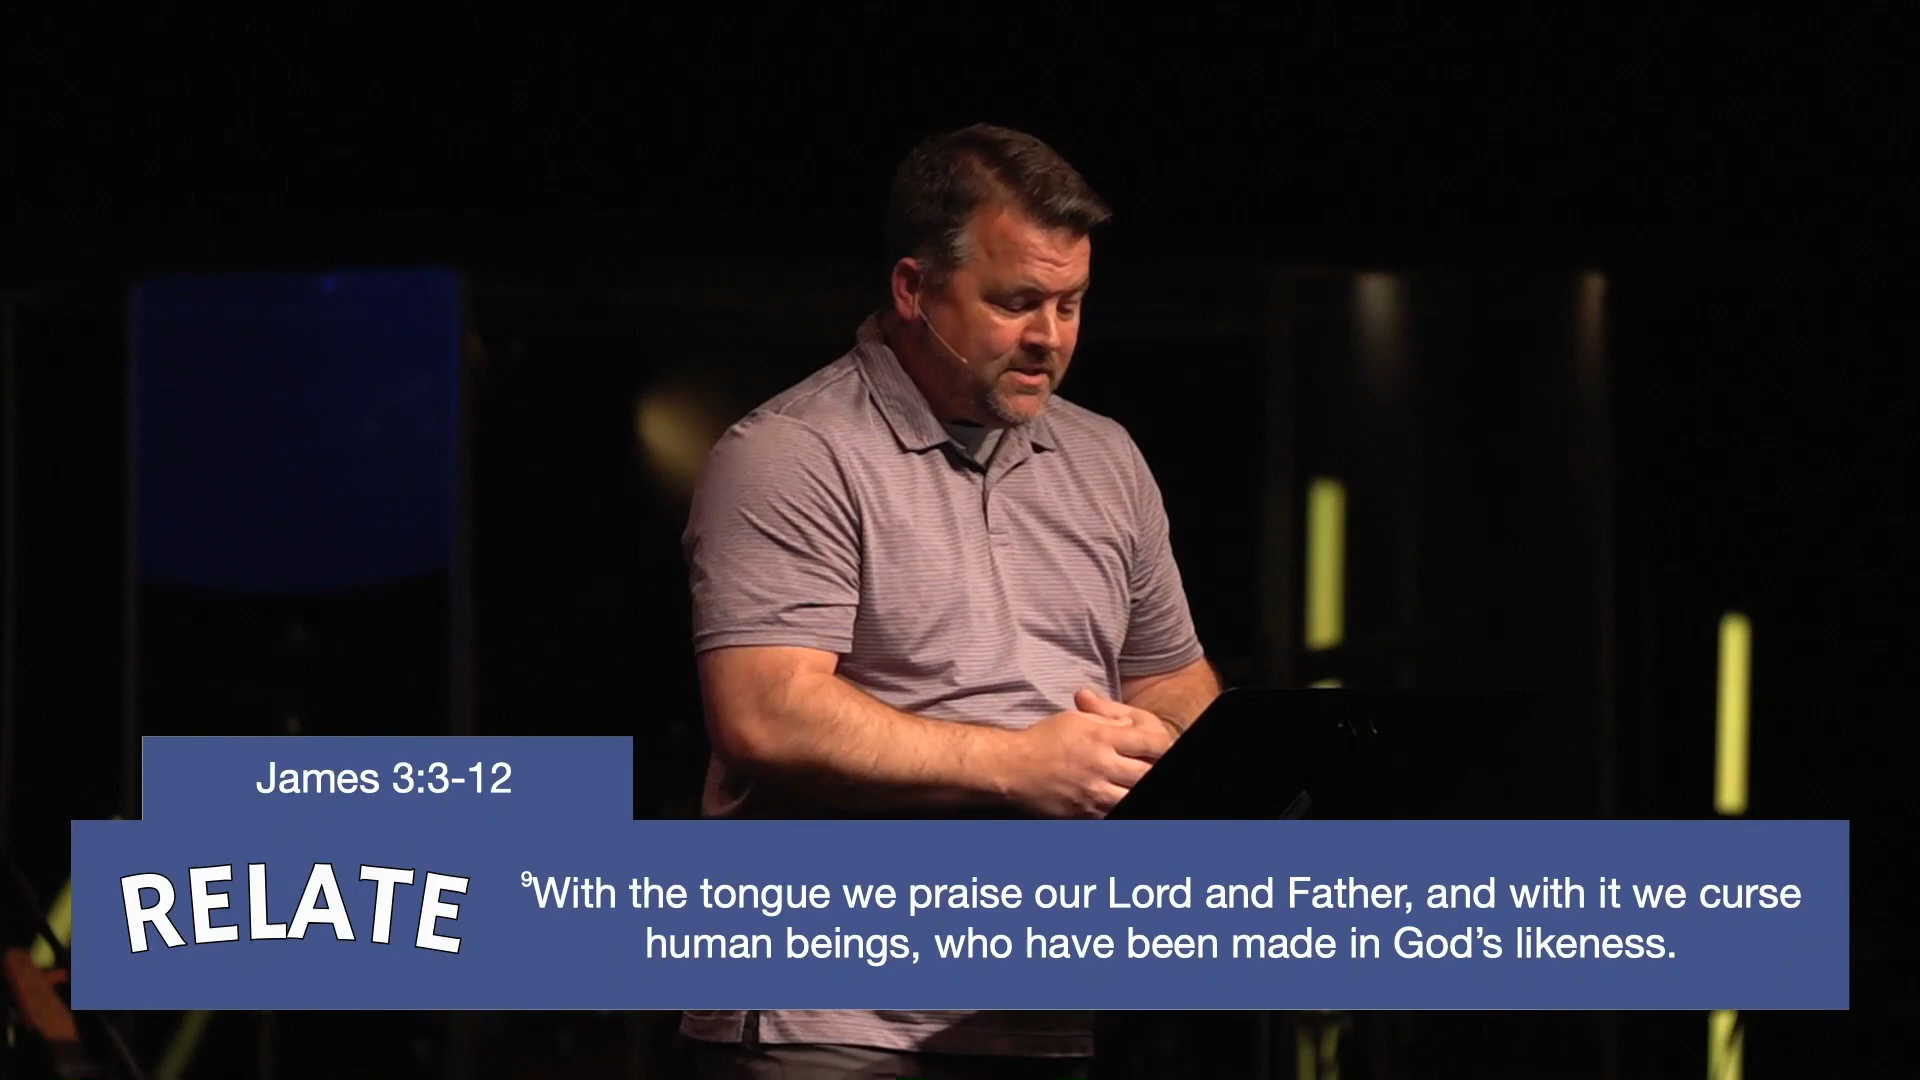 James 3:3-12
RELATE
⁹With the tongue we praise our Lord and Father, and with it we curse
human beings, who have been made in God’s likeness.